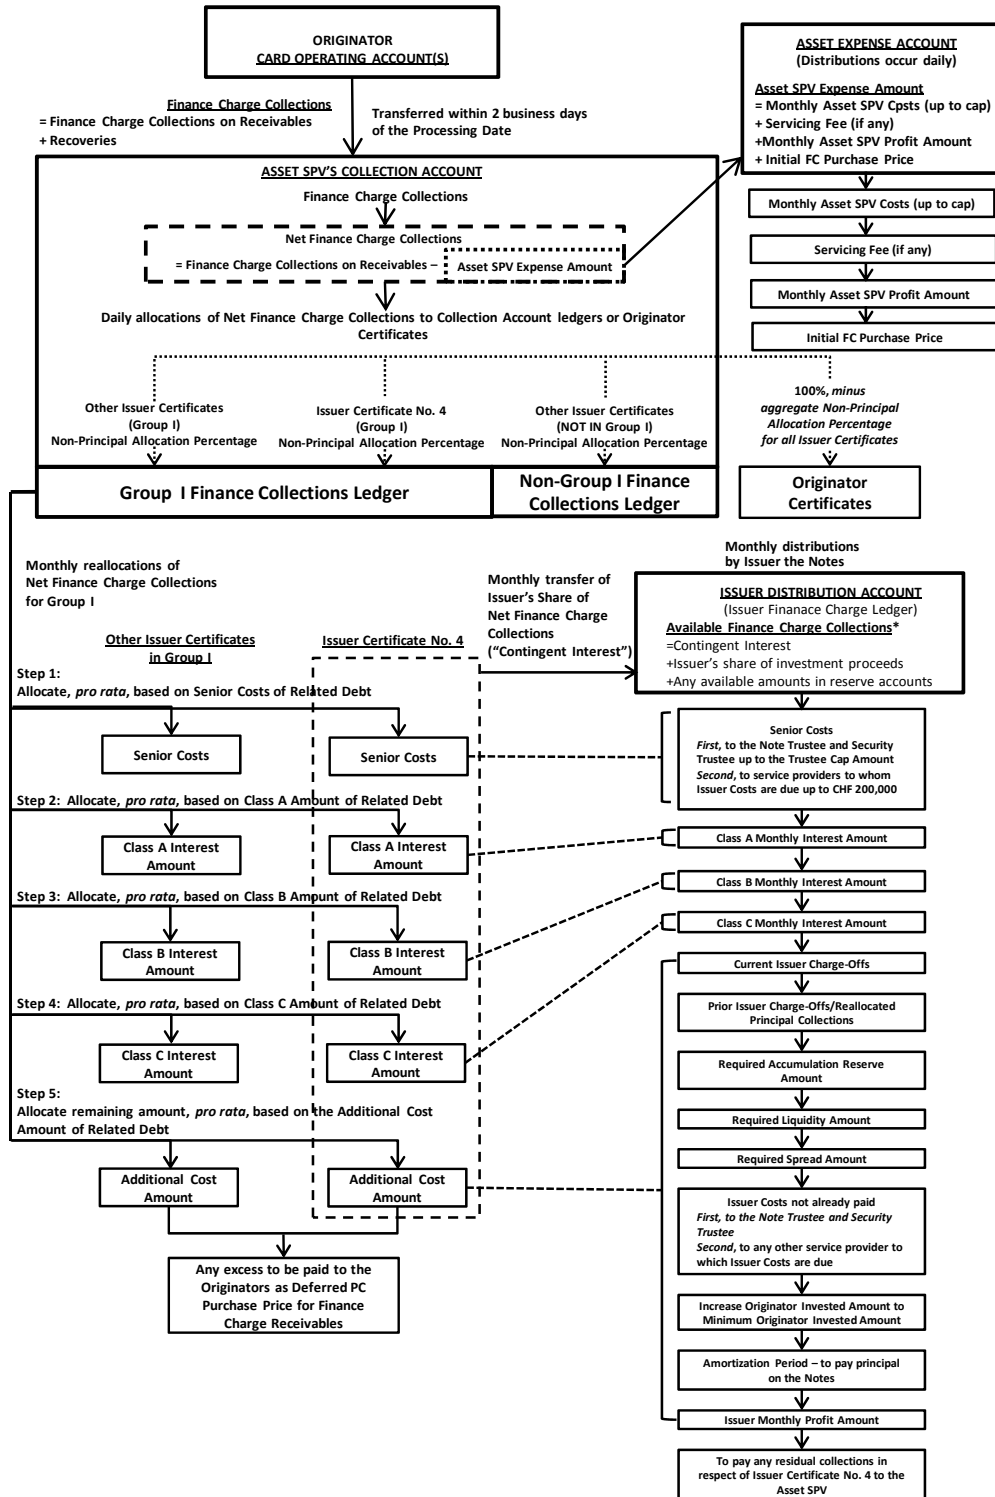 ORIGINATOR
CARD OPERATING ACCOUNT(S)
Finance Charge Collections
= Finance Charge Collections on Receivables
+ Recoveries
Transferred within 2 business days
of the Processing Date
ASSET EXPENSE ACCOUNT
(Distributions occur daily)
Asset SPV Expense Amount
= Monthly Asset SPV Cpsts (up to cap)
+ Servicing Fee (if any)
+Monthly Asset SPV Profit Amount
+ Initial FC Purchase Price
Monthly Asset SPV Costs (up to cap)
Servicing Fee (if any)
Monthly Asset SPV Profit Amount
Initial FC Purchase Price
ASSET SPV'S COLLECTION ACCOUNT
Finance Charge Collections
Net Finance Charge Collections
= Finance Charge Collections on Receivables –
Asset SPV Expense Amount
Daily allocations of Net Finance Charge Collections to Collection Account ledgers or Originator
Certificates
Other Issuer Certificates
(Group I)
Non-Principal Allocation Percentage
Issuer Certificate No. 4
(Group I)
Non-Principal Allocation Percentage
Other Issuer Certificates
(NOT IN Group I)
Non-Principal Allocation Percentage
100%, minus
aggregate Non-Principal
Allocation Percentage
for all Issuer Certificates
Group I Finance Collections Ledger
Non-Group I Finance
Collections Ledger
Originator
Certificates
Monthly reallocations of
Net Finance Charge Collections
for Group I
Monthly transfer of
Issuer's Share of
Net Finance Charge
Collections
("Contingent Interest")
Monthly distributions
by Issuer the Notes
ISSUER DISTRIBUTION ACCOUNT
(Issuer Finanace Charge Ledger)
Available Finance Charge Collections*
=Contingent Interest
+Issuer's share of investment proceeds
+Any available amounts in reserve accounts
Other Issuer Certificates
in Group I
Issuer Certificate No. 4
Step 1:
Allocate, pro rata, based on Senior Costs of Related Debt
Senior Costs
Senior Costs
Step 2: Allocate, pro rata, based on Class A Amount of Related Debt
Class A Interest
Amount
Class A Interest
Amount
Step 3: Allocate, pro rata, based on Class B Amount of Related Debt
Class B Interest
Amount
Class B Interest
Amount
Step 4: Allocate, pro rata, based on Class C Amount of Related Debt
Class C Interest
Amount
Class C Interest
Amount
Step 5:
Allocate remaining amount, pro rata, based on the Additional Cost
Amount of Related Debt
Additional Cost
Amount
Additional Cost
Amount
Any excess to be paid to the
Originators as Deferred PC
Purchase Price for Finance
Charge Receivables
Senior Costs
First, to the Note Trustee and Security
Trustee up to the Trustee Cap Amount
Second, to service providers to whom
Issuer Costs are due up to CHF 200,000
Class A Monthly Interest Amount
Class B Monthly Interest Amount
Class C Monthly Interest Amount
Current Issuer Charge-Offs
Prior Issuer Charge-Offs/Reallocated
Principal Collections
Required Accumulation Reserve
Amount
Required Liquidity Amount
Required Spread Amount
Issuer Costs not already paid
First, to the Note Trustee and Security
Trustee
Second, to any other service provider to
which Issuer Costs are due
Increase Originator Invested Amount to
Minimum Originator Invested Amount
Amortization Period – to pay principal
on the Notes
Issuer Monthly Profit Amount
To pay any residual collections in
respect of Issuer Certificate No. 4 to the
Asset SPV